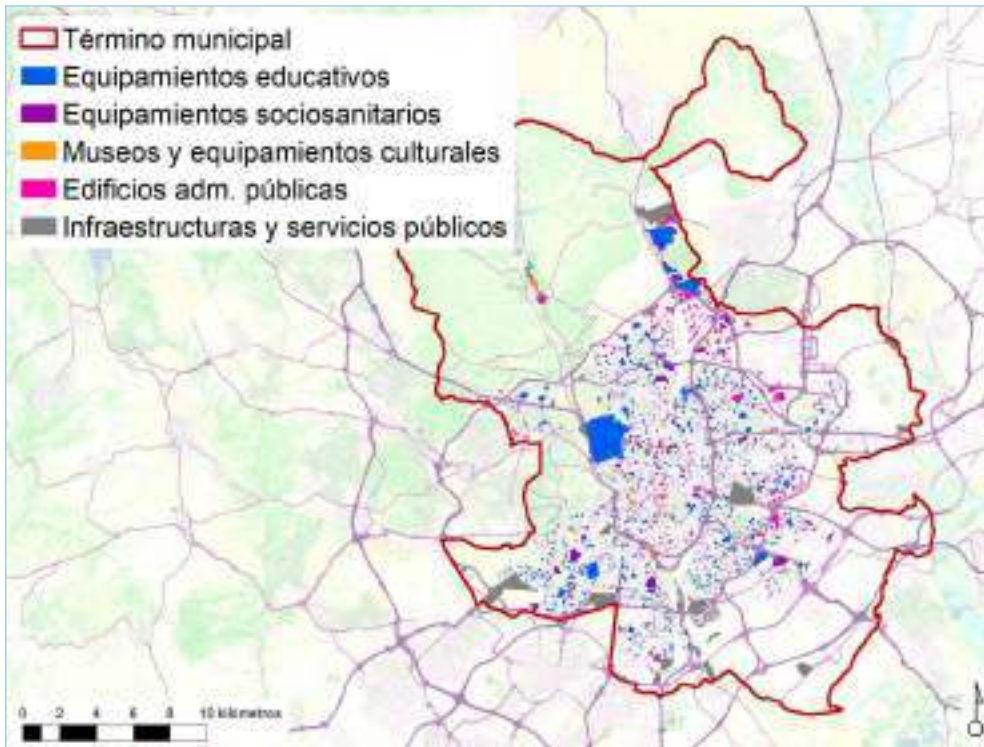 Término municipal
Equipamientos educativos
Equipamientos sociosanitarios
Museos y equipamientos culturales
Edificios adm. públicas
Infraestructuras y servicios públicos
0 2 4 6 8 10 kilómetros